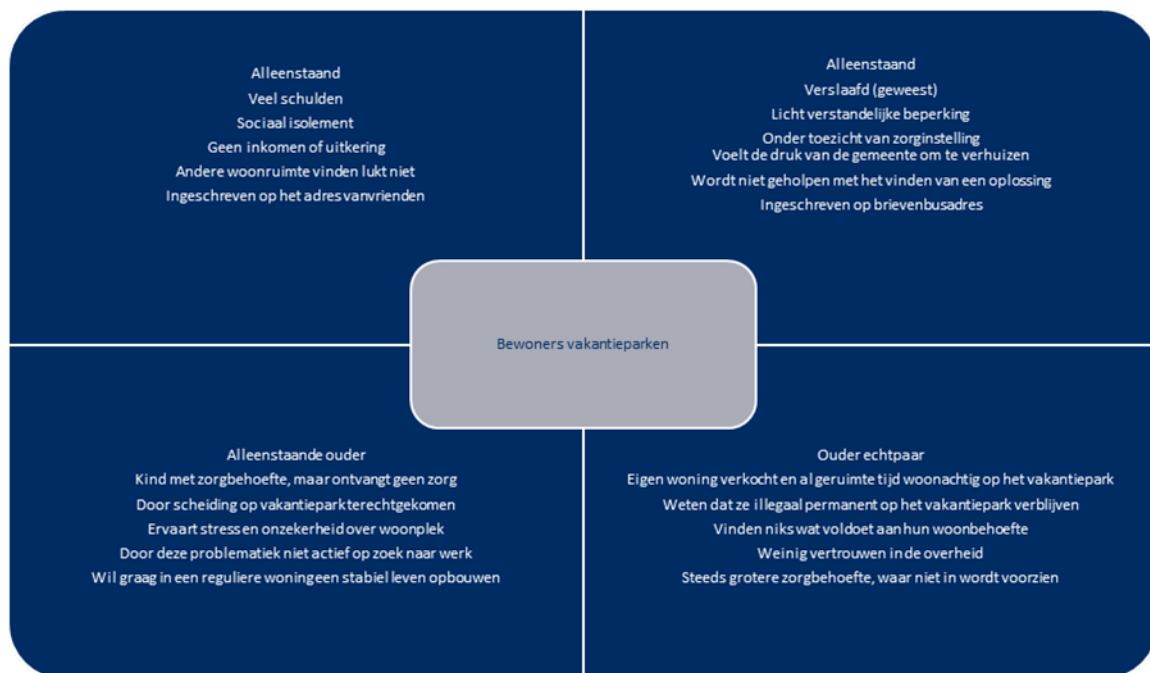 Alleenstaand
Veel schulden
Sociaal isolement
Geen inkomen of uitkering
Andere woonruimte vinden lukt niet
Ingeschreven op het adres vanvrienden
Alleenstaand
Verslaafd (geweest)
Licht verstandelijke beperking
Onder toezicht van zorginstelling
Voelt de druk van de gemeente om te verhuizen
Wordt niet geholpen met het vinden van een oplossing
Ingeschreven op brievenbusadres
Bewoners vakantieparken
Alleenstaande ouder
Kind met zorgbehoefte, maar ontvangt geen zorg
Door scheiding op vakantiepark terechtgekomen
Ervaart stress en onzekerheid over woonplek
Door deze problematiek niet actief op zoek naar werk
Wil graag in een reguliere woning een stabiel leven opbouwen
Ouder echtpaar
Eigen woning verkocht en al geruime tijd woonachtig op het vakantiepark
Weten dat ze illegaal permanent op het vakantiepark verblijven
Vinden niks wat voldoet aan hun woonbehoefte
Weinig vertrouwen in de overheid
Steeds grotere zorgbehoefte, waar niet in wordt voorzien